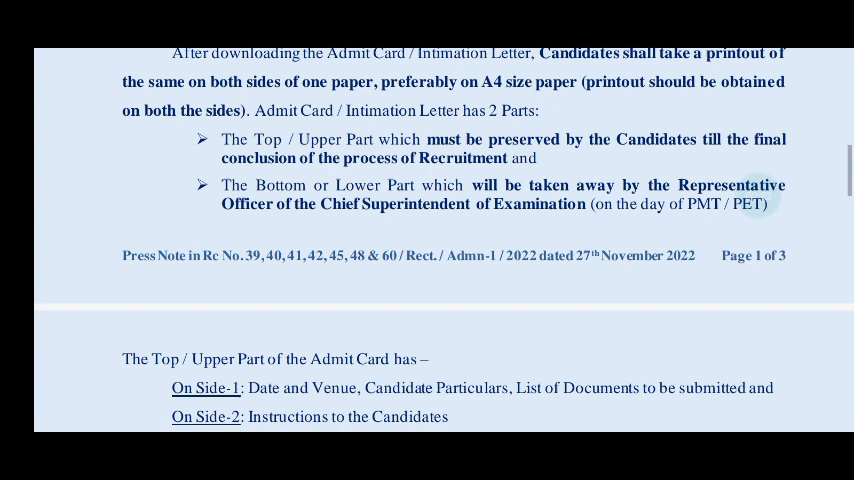 After downloading the Admit Card / Intimation Letter, Candidates shall take a printout of
the same on both sides of one paper, preferably on A4 size paper (printout should be obtained
on both the sides). Admit Card / Intimation Letter has 2 Parts:
➢ The Top / Upper Part which must be preserved by the Candidates till the final
conclusion of the process of Recruitment and
➢ The Bottom or Lower Part which will be taken away by the Representative
Officer of the Chief Superintendent of Examination (on the day of PMT / PET)
Press Note in Rc No. 39, 40, 41, 42, 45, 48 & 60 / Rect. / Admn-1 / 2022 dated 27th November 2022 Page 1 of 3
The Top / Upper Part of the Admit Card has –
On Side-1: Date and Venue, Candidate Particulars, List of Documents to be submitted and
On Side-2: Instructions to the Candidates